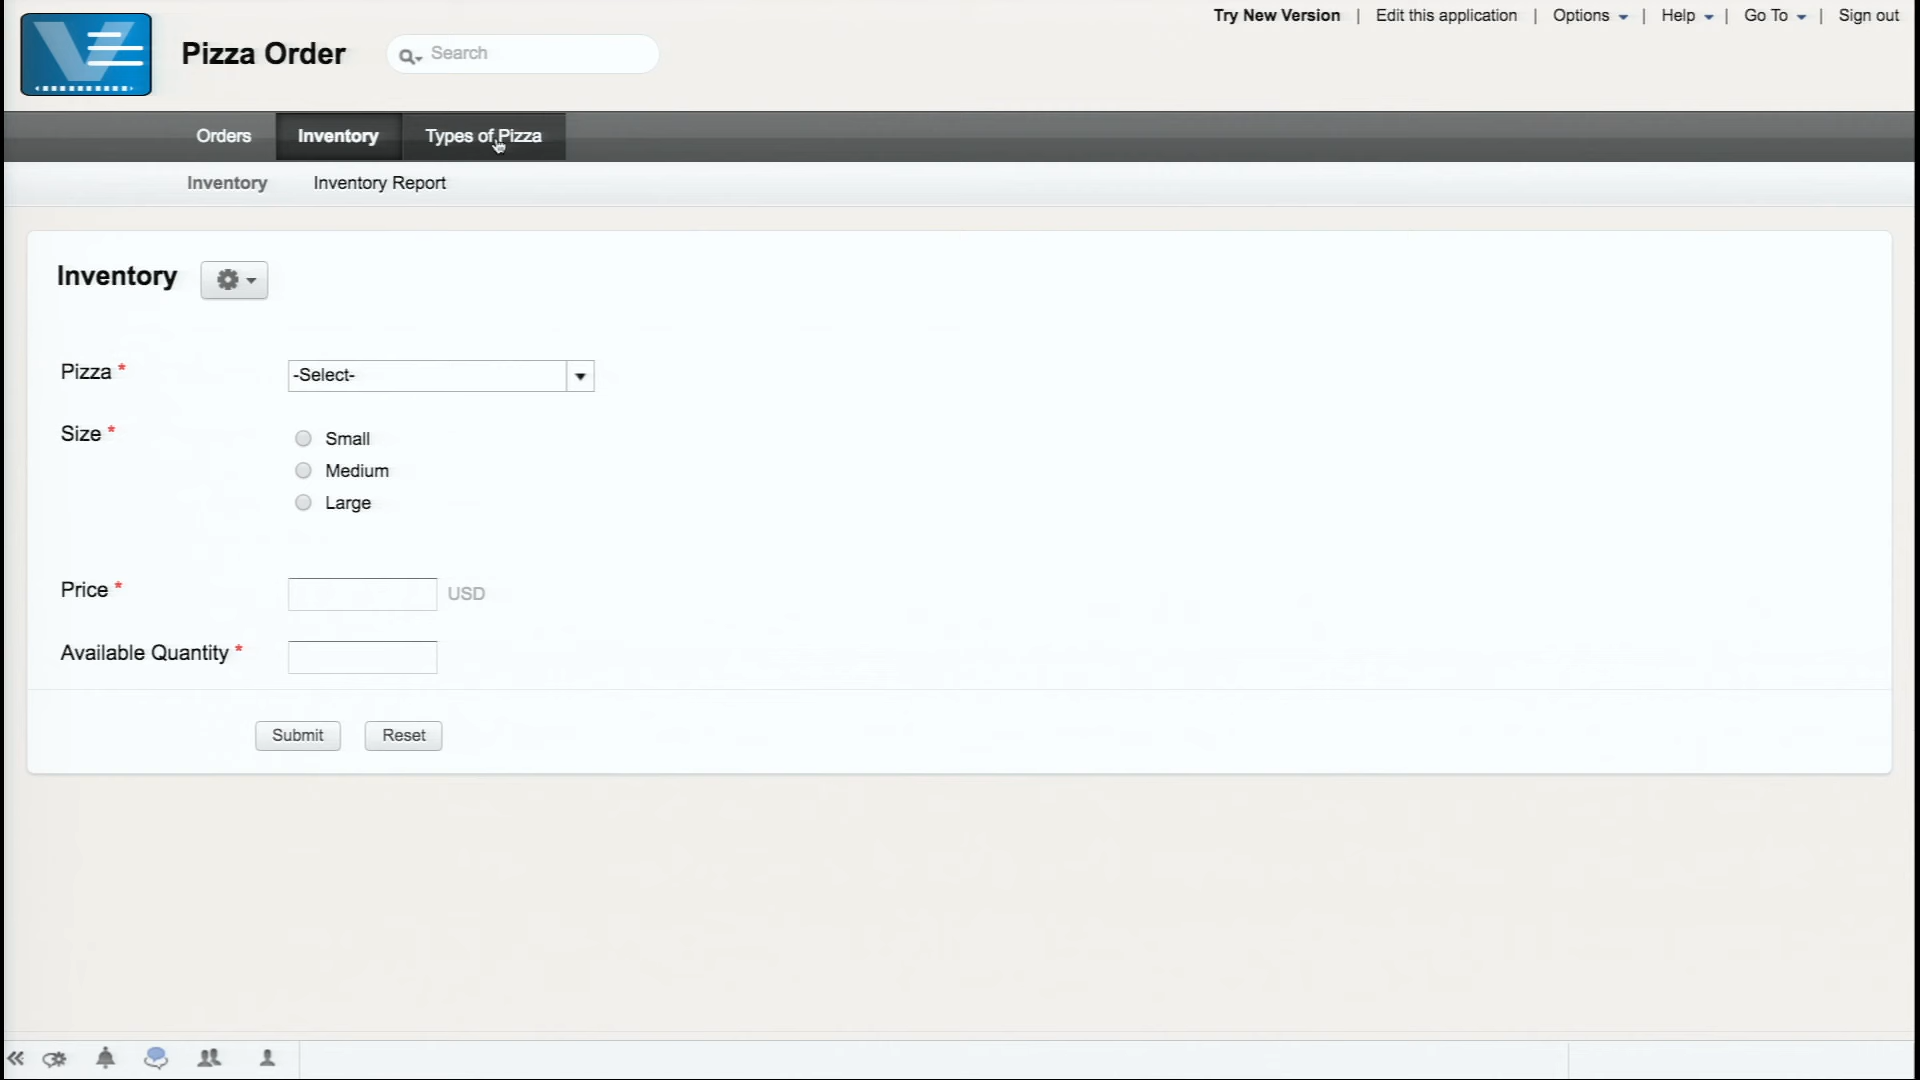 Try New Version | Edit this application | Options | Help | Go To | Sign out
Pizza Order
Search
Orders Inventory Types of Pizza
Inventory Inventory Report
Inventory
Pizza *
-Select-
Size *
Small
Medium
Large
Price *
USD
Available Quantity *
Submit Reset